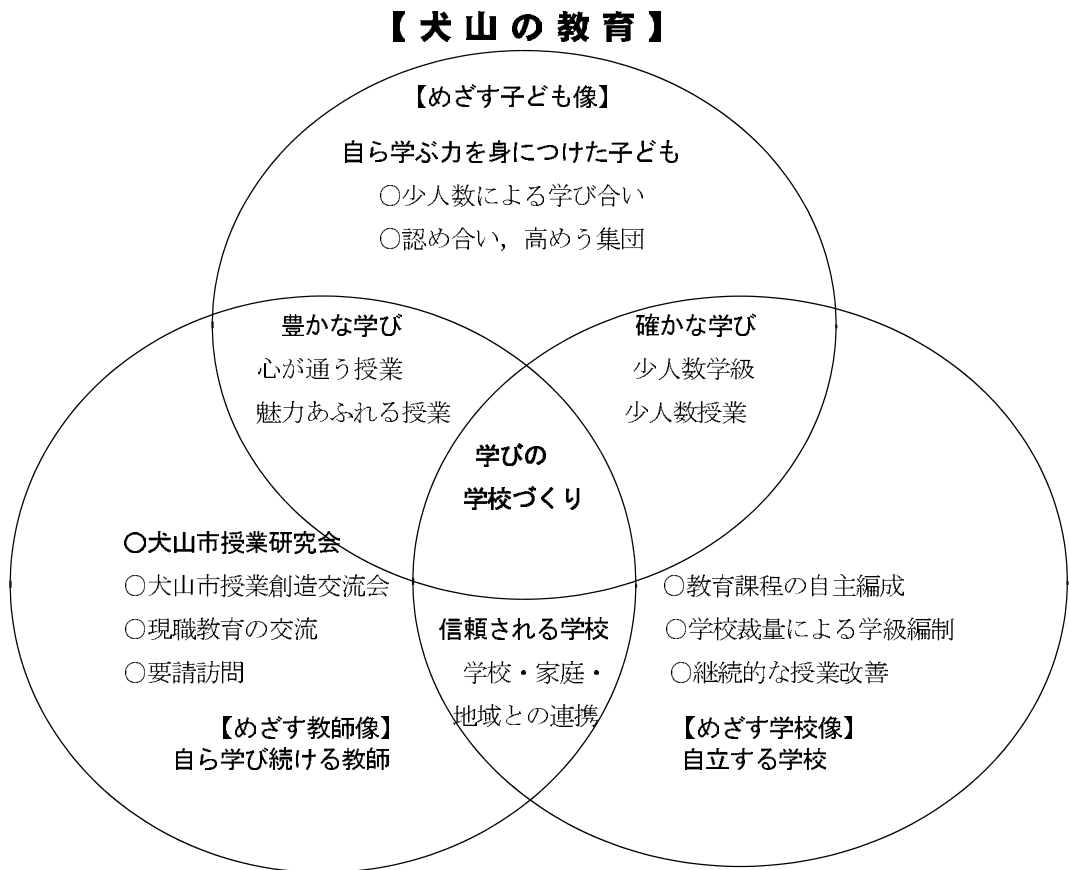 【犬山の教育】
【めざす子ども像】
自ら学ぶ力を身につけた子ども
○少人数による学び合い
○認め合い，高めう集団
豊かな学び
心が通う授業
魅力あふれる授業
確かな学び
少人数学級
少人数授業
学びの
学校づくり
○犬山市授業研究会
○犬山市授業創造交流会
○現職教育の交流
○要請訪問
【めざす教師像】
自ら学び続ける教師
信頼される学校
学校・家庭・
地域との連携
○教育課程の自主編成
○学校裁量による学級編制
○継続的な授業改善
【めざす学校像】
自立する学校